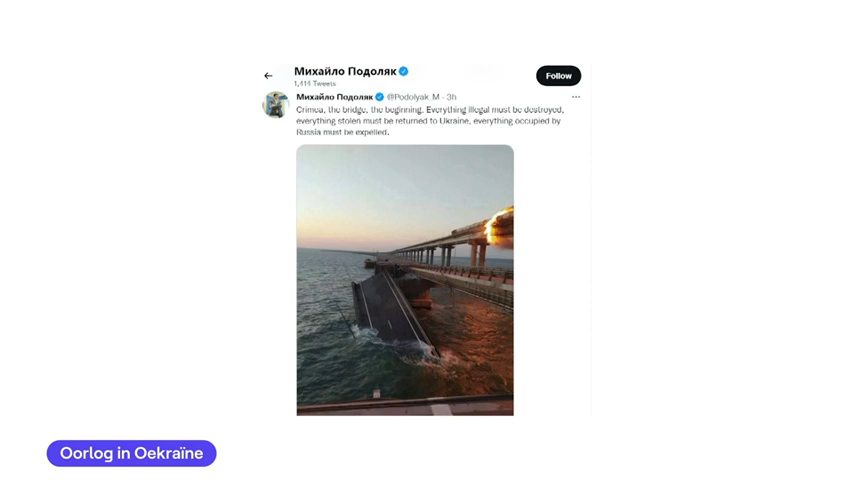 Михайло Подоляк
1,414 Tweets
Follow
Михайло Подоляк @Podolyak_M · 3h
Crimea, the bridge, the beginning. Everything illegal must be destroyed,
everything stolen must be returned to Ukraine, everything occupied by
Russia must be expelled.
Oorlog in Oekraïne